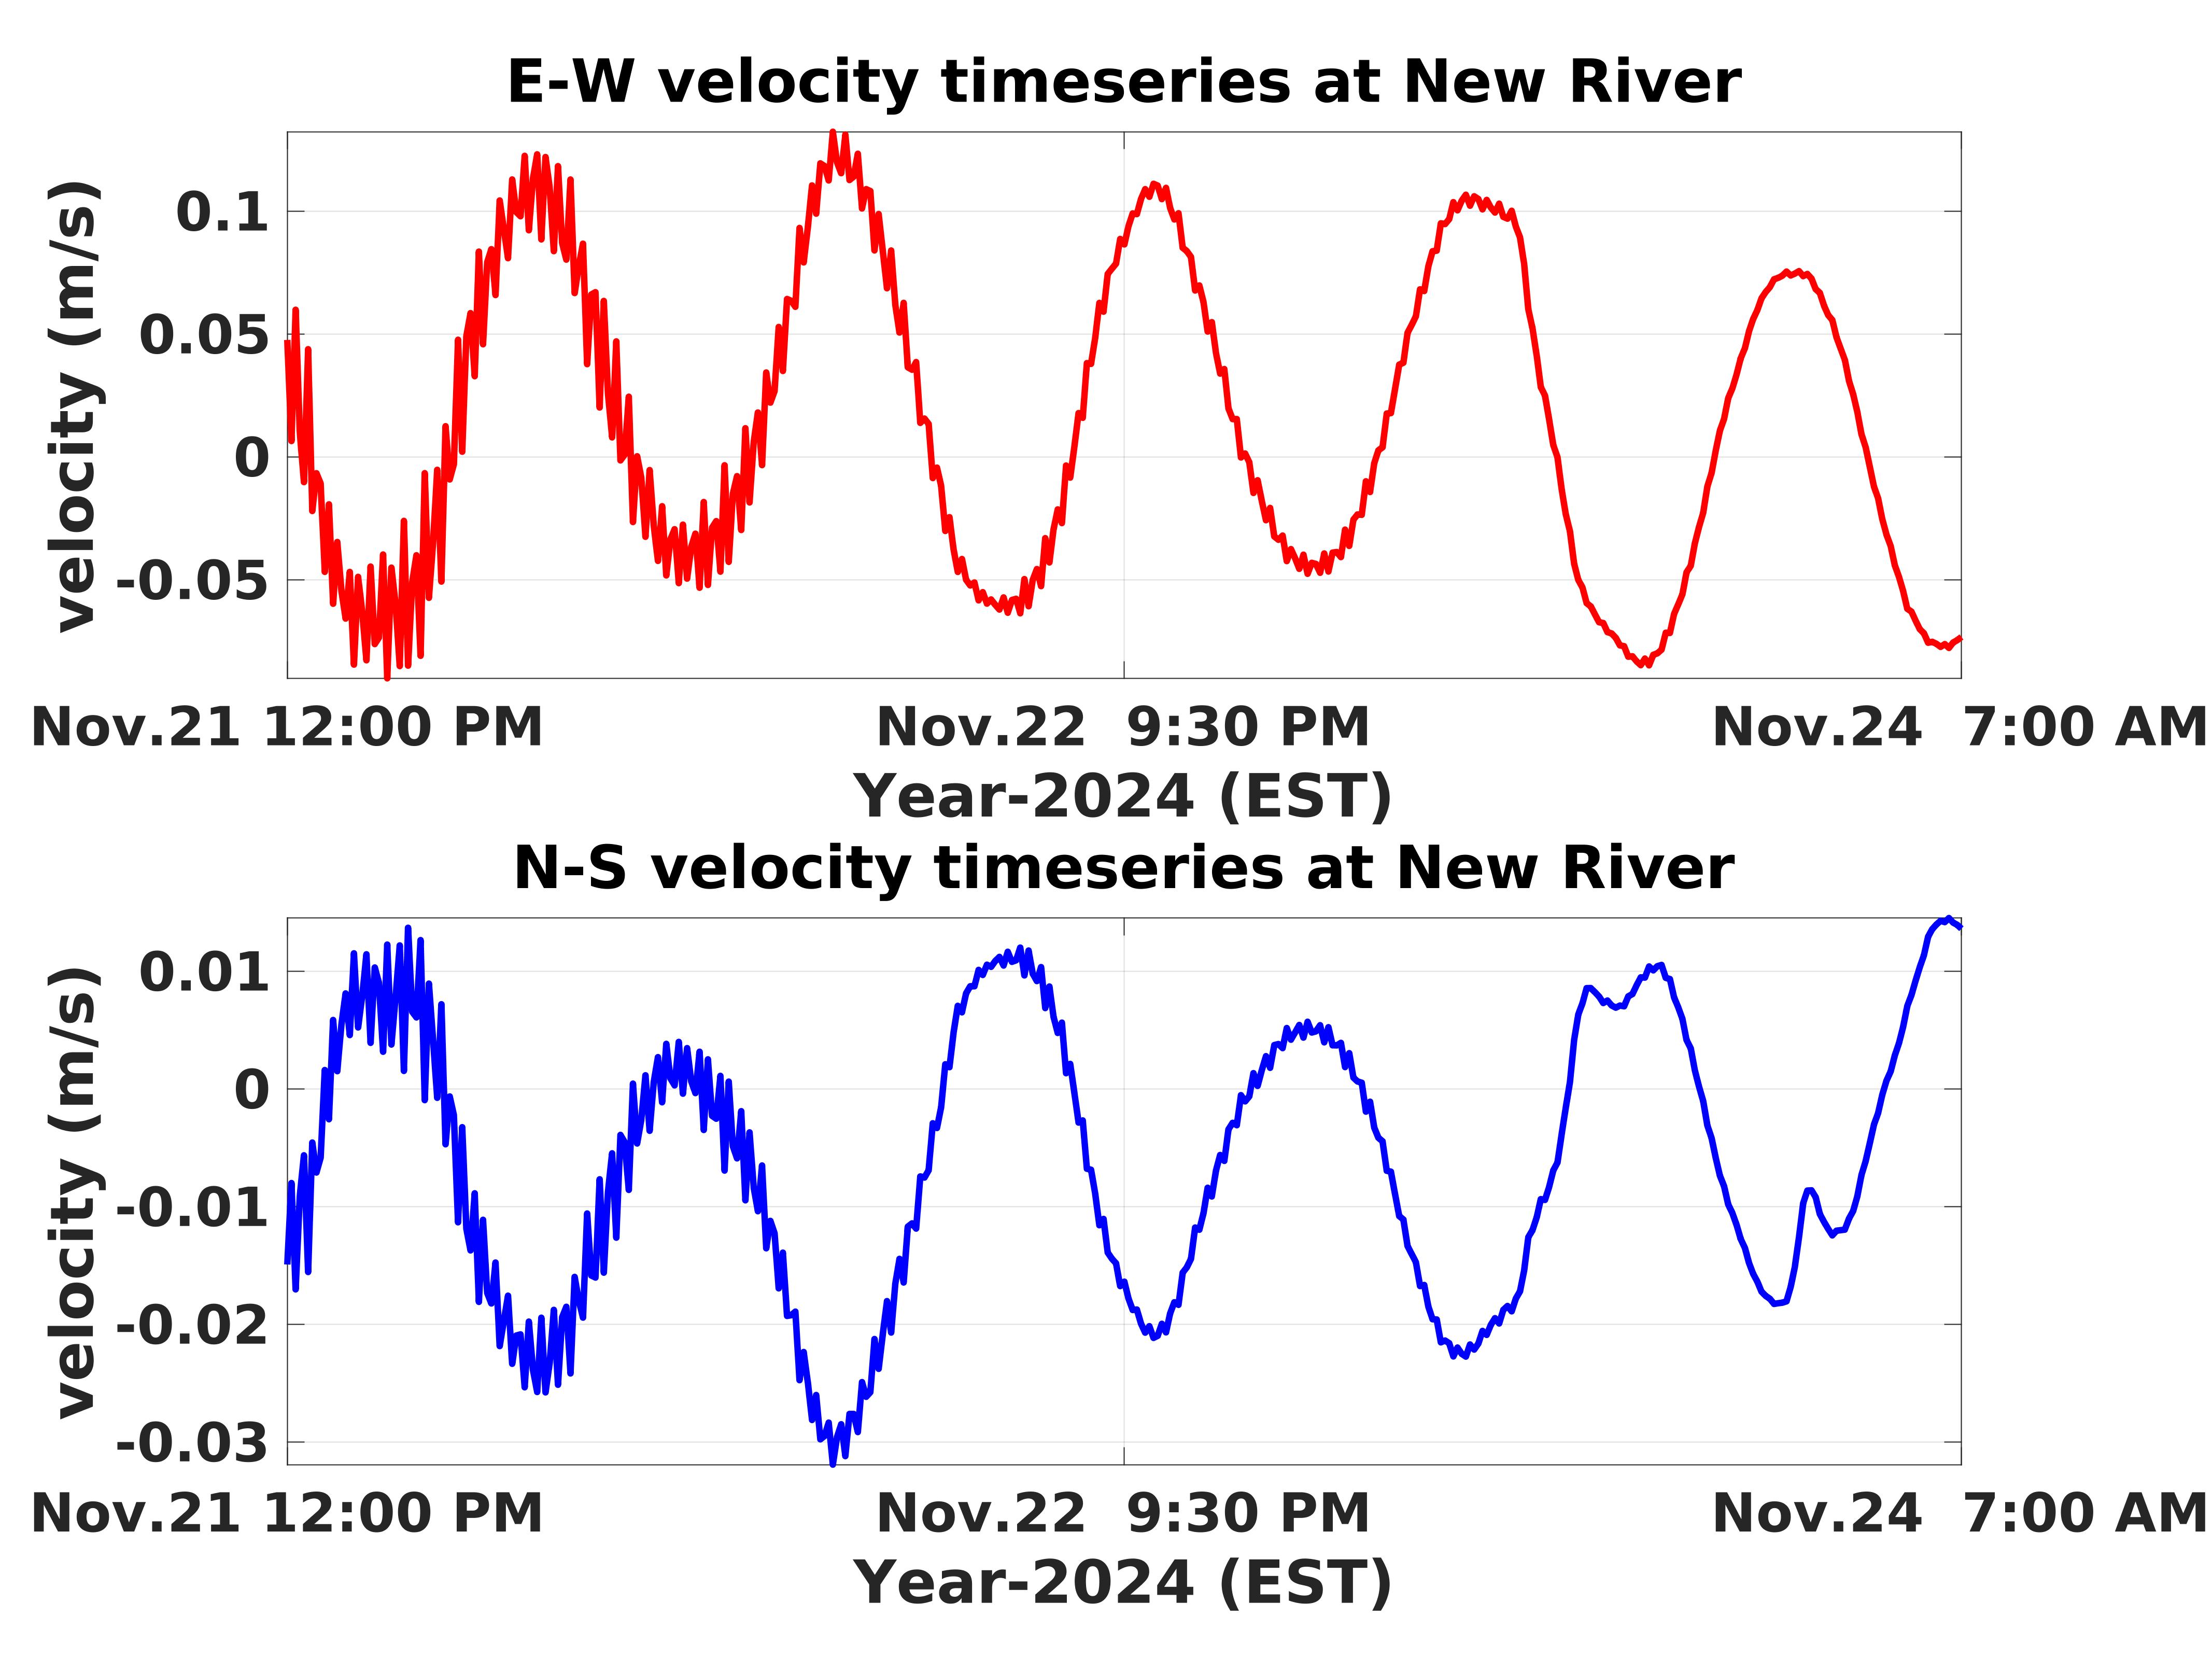 E-W velocity timeseries at New River
velocity (m/s)
0.1
0.05
0
-0.05
Nov.21 12:00 PM Nov.22  9:30 PM Nov.24  7:00 AM
Year-2024 (EST)
N-S velocity timeseries at New River
velocity (m/s)
0.01
0
-0.01
-0.02
-0.03
Nov.21 12:00 PM Nov.22  9:30 PM Nov.24  7:00 AM
Year-2024 (EST)